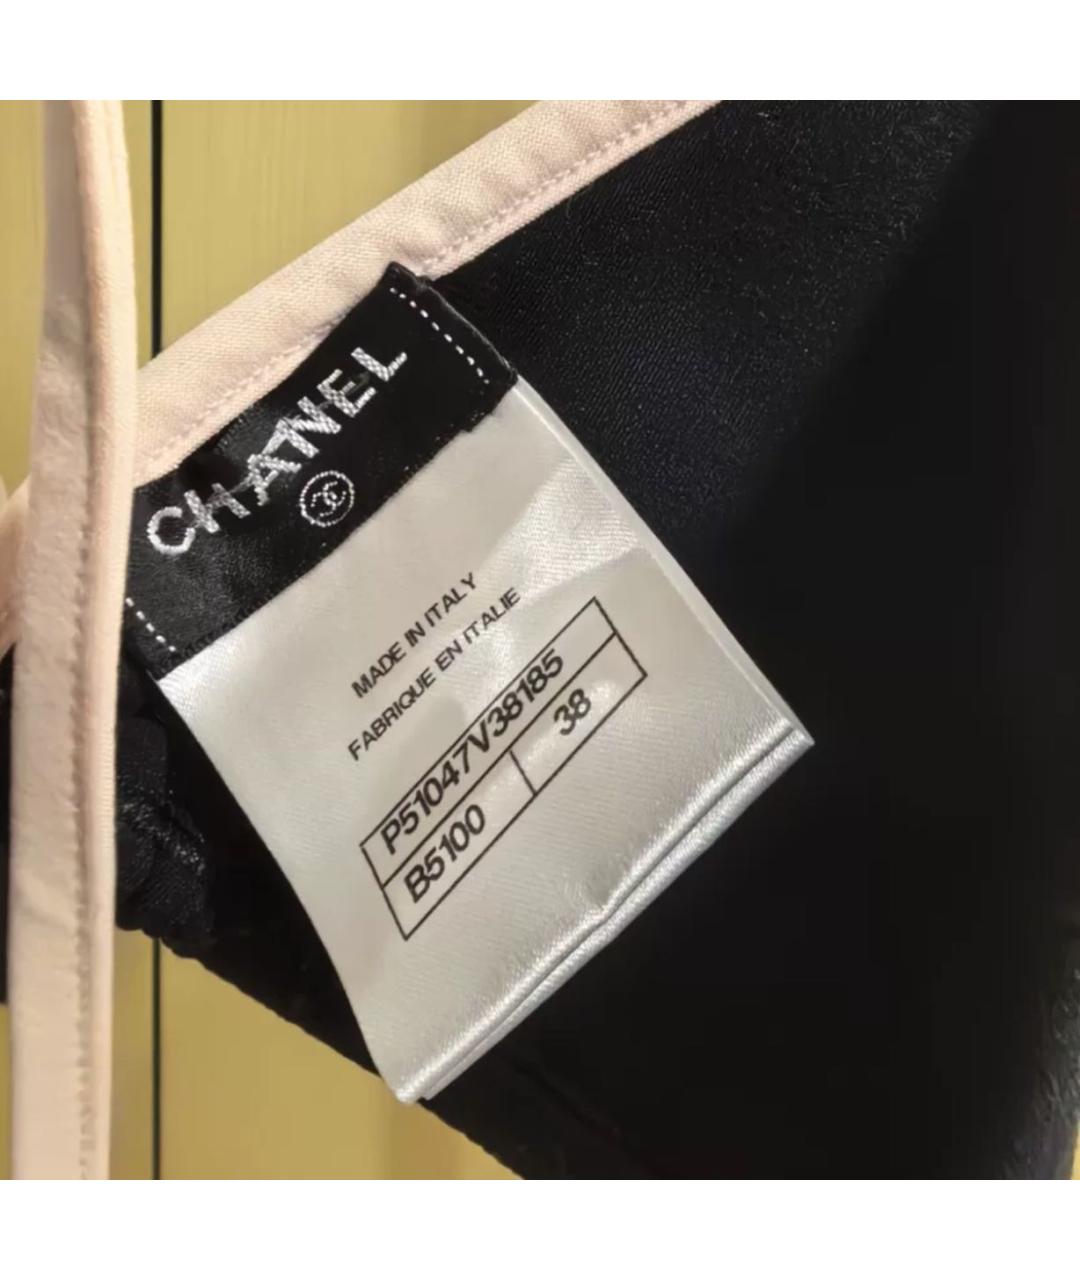 CHANEL
MADE IN ITALY
FABRIQUE EN ITALIE
P51047V38185
B5100 38